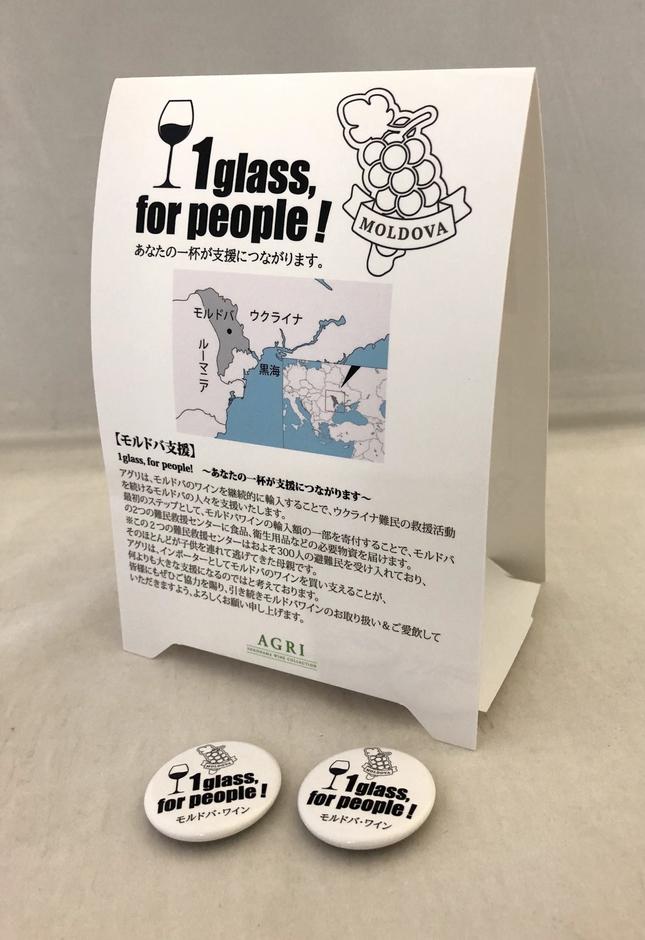 1 glass,
for people !
あなたの一杯が支援につながります。
MOLDOVA
モルドバ
ウクライナ
ルーマニア
黒海
【モルドバ支援】
1glass, for people! ～あなたの一杯が支援につながります～
アグリは、モルドバのワインを継続的に輸入することで、ウクライナ難民の救援活動
を続けるモルドバの人々を支援いたします。
最初のステップとして、モルドバワインの輸入額の一部を寄付することで、モルドバ
の2つの難民救援センターに食品、衛生用品などの必要物資を届けます。
※この2つの難民救援センターはおよそ300人の避難民を受け入れており、
そのほとんどが子供を連れて逃げてきた母親です。
アグリは、インポーターとしてモルドバのワインを買い支えることが、
何よりも大きな支援になるのではと考えております。
皆様にもぜひご協力を賜り、引き続きモルドバワインのお取り扱い＆ご愛飲して
いただきますよう、よろしくお願い申し上げます。
AGRI
YOKOHAMA WINE COLLECTION
MOLDOVA
1 glass,
for people !
モルドバ・ワイン
MOLDOVA
1 glass,
for people !
モルドバ・ワイン